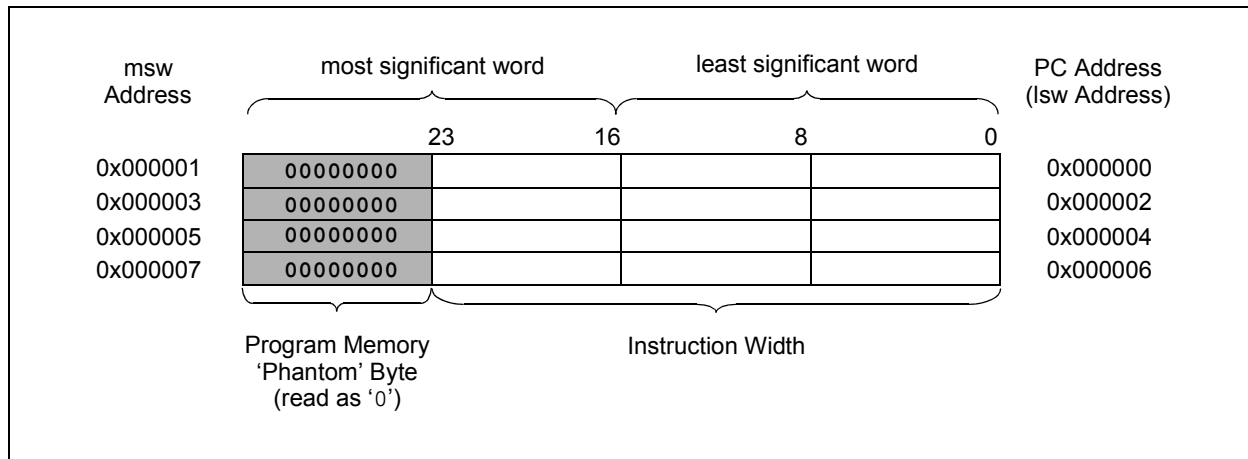 msw
Address
most significant word
least significant word
PC Address
(lsw Address)
23 16 8 0
0x000001 00000000 0x000000
0x000003 00000000 0x000002
0x000005 00000000 0x000004
0x000007 00000000 0x000006
Program Memory
‘Phantom’ Byte
(read as ‘0’)
Instruction Width